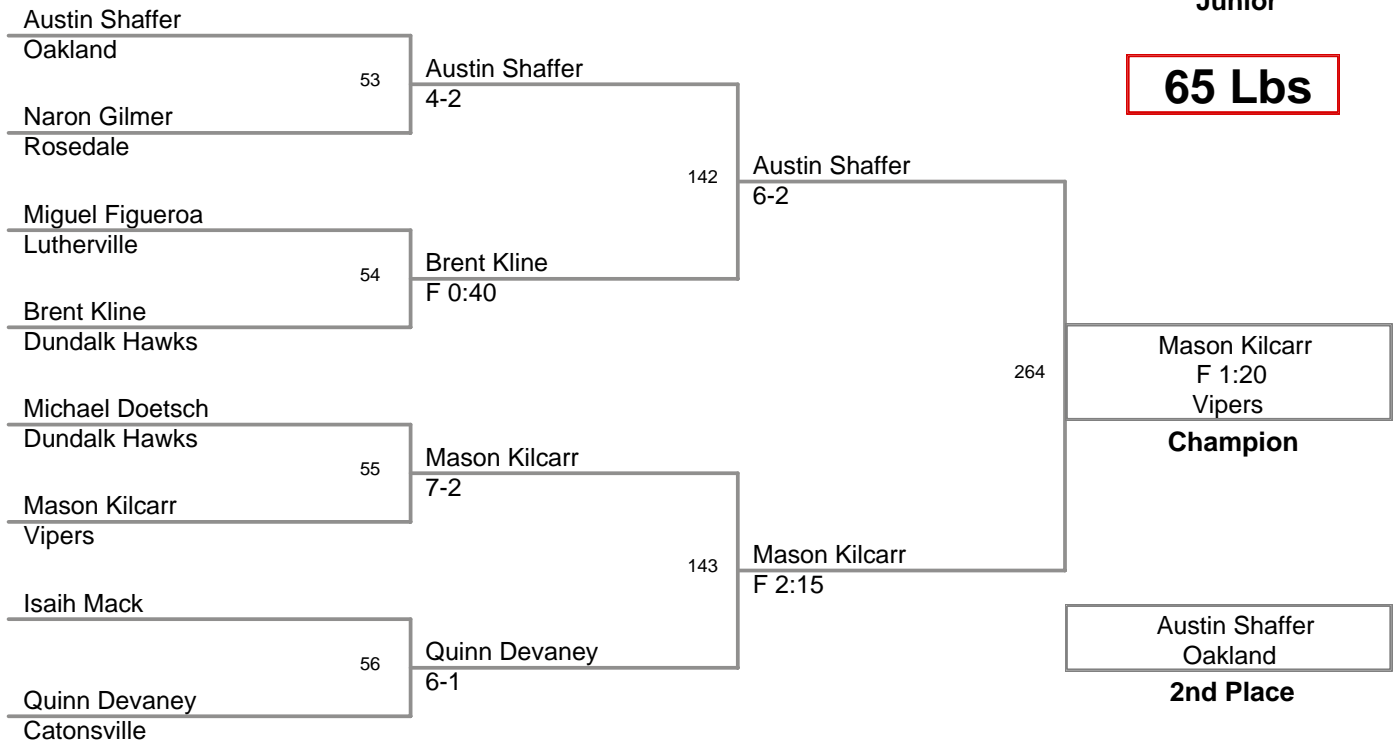 Junior
65 Lbs
Austin Shaffer
Oakland
53
Naron Gilmer
Rosedale
Austin Shaffer
4-2
Miguel Figueroa
Lutherville
54
Brent Kline
Dundalk Hawks
Brent Kline
F 0:40
142
Austin Shaffer
6-2
Michael Doetsch
Dundalk Hawks
55
Mason Kilcarr
Vipers
Mason Kilcarr
7-2
Isaih Mack
56
Quinn Devaney
Catonsville
Quinn Devaney
6-1
143
Mason Kilcarr
F 2:15
264
Mason Kilcarr
F 1:20
Vipers
Champion
Austin Shaffer
Oakland
2nd Place